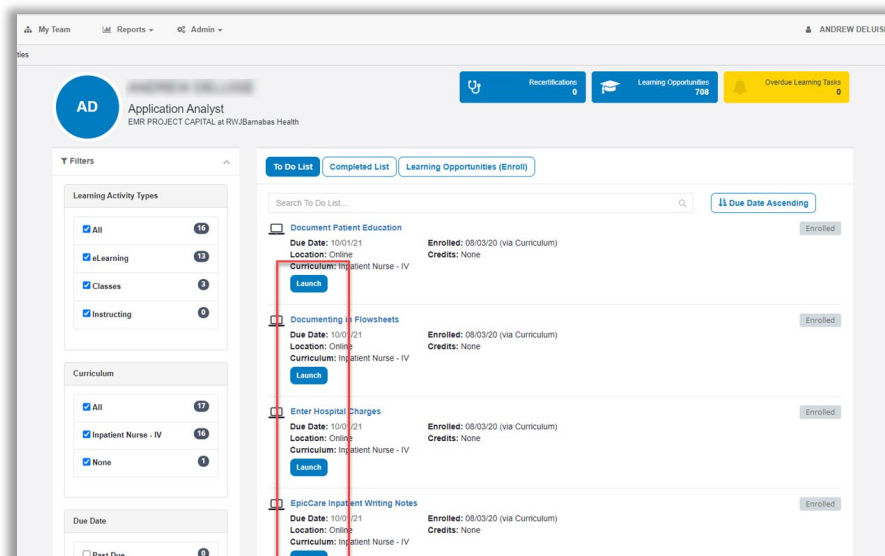 My Team Reports Admin ANDREW DELUISE
ties
AD
Application Analyst
EMR PROJECT CAPITAL at RWJBarnabas Health
Recertifications
0
Learning Opportunities
708
Overdue Learning Tasks
0
Filters
Learning Activity Types
All 16
eLearning 13
Classes 3
Instructing 0
Curriculum
All 17
Inpatient Nurse - IV 16
None 1
Due Date
Past Due 0
To Do List Completed List Learning Opportunities (Enroll)
Search To Do List... Due Date Ascending
Document Patient Education Enrolled
Due Date: 10/01/21 Enrolled: 08/03/20 (via Curriculum)
Location: Online Credits: None
Curriculum: Inpatient Nurse - IV
Launch
Documenting in Flowsheets Enrolled
Due Date: 10/01/21 Enrolled: 08/03/20 (via Curriculum)
Location: Online Credits: None
Curriculum: Inpatient Nurse - IV
Launch
Enter Hospital Charges Enrolled
Due Date: 10/01/21 Enrolled: 08/03/20 (via Curriculum)
Location: Online Credits: None
Curriculum: Inpatient Nurse - IV
Launch
EpicCare Inpatient Writing Notes Enrolled
Due Date: 10/01/21 Enrolled: 08/03/20 (via Curriculum)
Location: Online Credits: None
Curriculum: Inpatient Nurse - IV